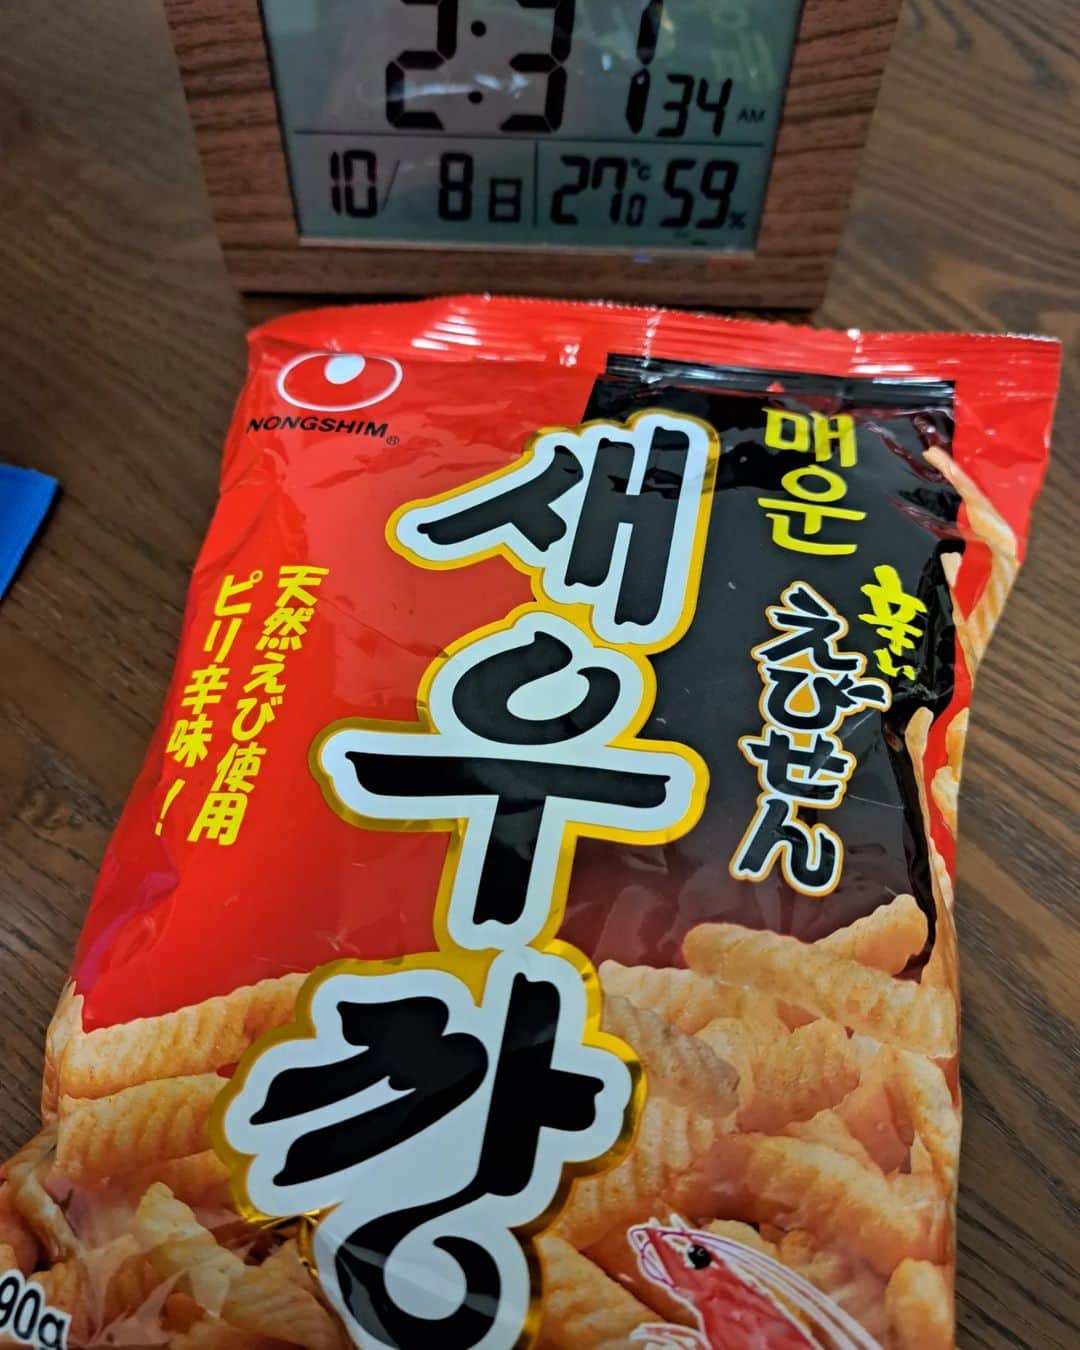 2:31 34 AM
10/ 8 日 27.0 ℃ 59 %
NONGSHIM®
매운
새우깡
辛い
えびせん
天然えび使用
ピリ辛味!
90g